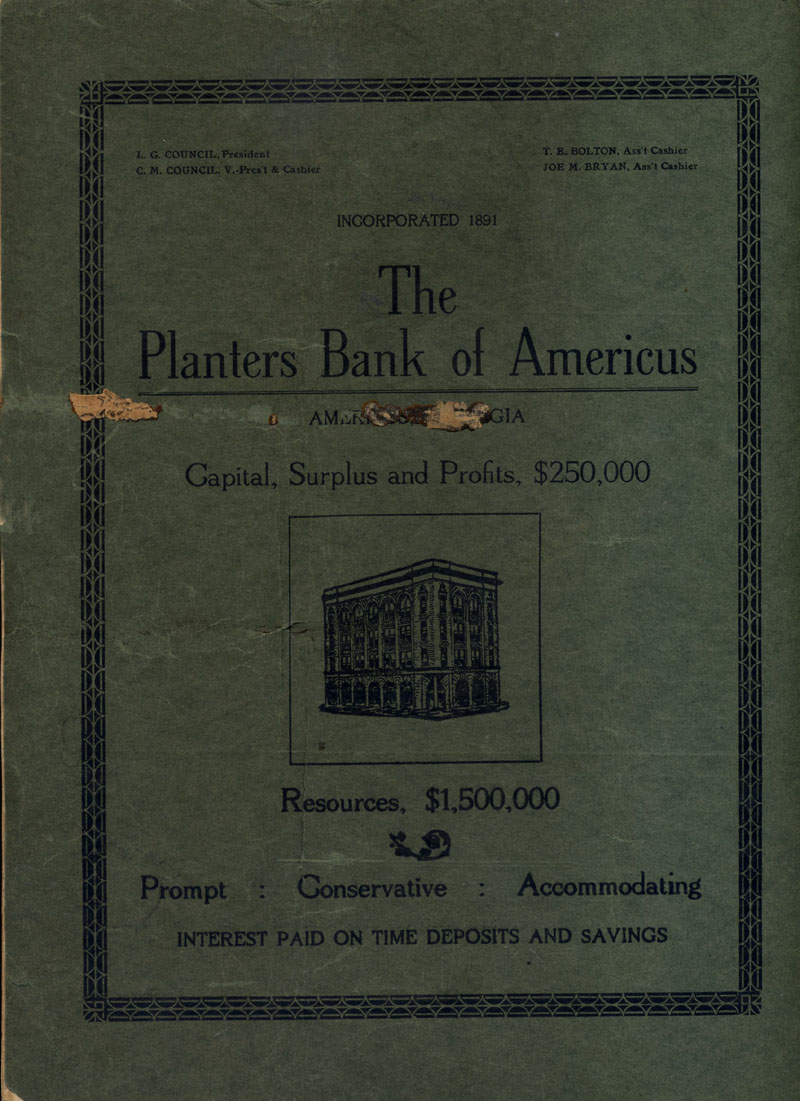 L. G. COUNCIL, President
C. M. COUNCIL, V.-Pres't & Cashier
T. E. BOLTON, Ass't Cashier
JOE M. BRYAN, Ass't Cashier
INCORPORATED 1891
The
Planters Bank of Americus
Capital, Surplus and Profits, $250,000
Resources, $1,500,000
Prompt : Conservative : Accommodating
INTEREST PAID ON TIME DEPOSITS AND SAVINGS